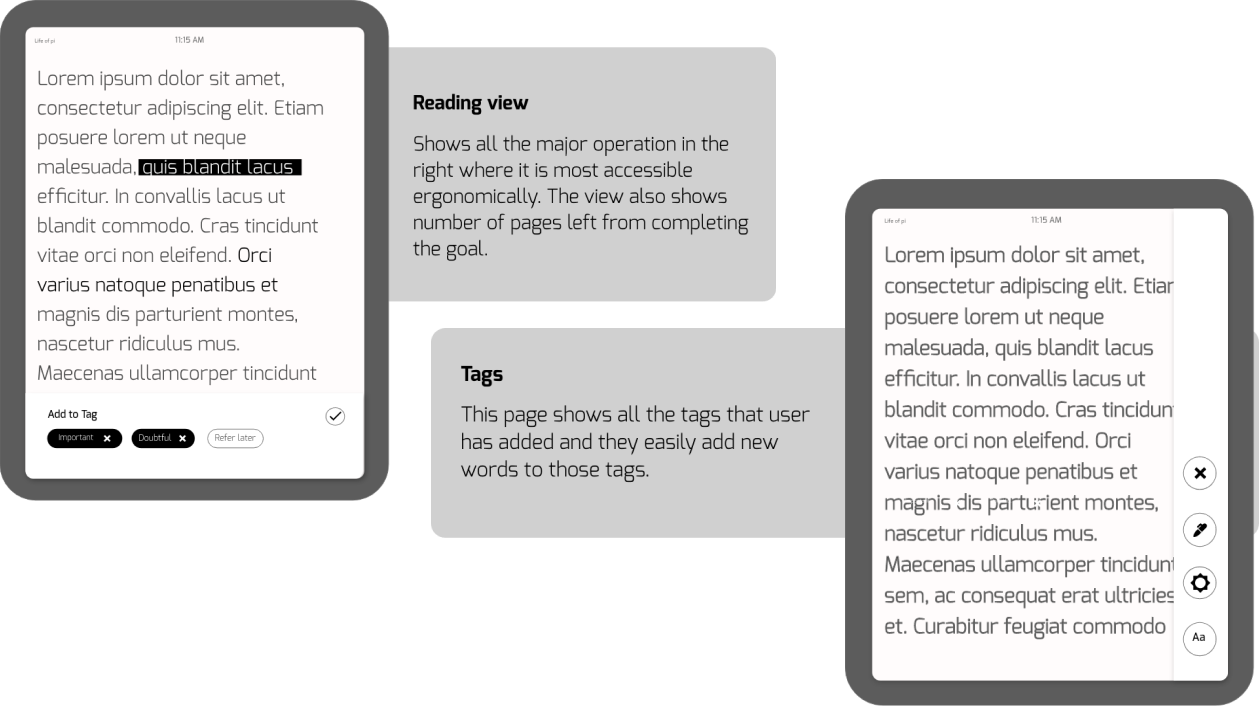 Life of pi
11:15 AM
Lorem ipsum dolor sit amet,
consectetur adipiscing elit. Etiam
posuere lorem ut neque
malesuada, quis blandit lacus
efficitur. In convallis lacus ut
blandit commodo. Cras tincidunt
vitae orci non eleifend. Orci
varius natoque penatibus et
magnis dis parturient montes,
nascetur ridiculus mus.
Maecenas ullamcorper tincidunt
Add to Tag
Important
Doubtful
Refer later
Reading view
Shows all the major operation in the
right where it is most accessible
ergonomically. The view also shows
number of pages left from completing
the goal.
Tags
This page shows all the tags that user
has added and they easily add new
words to those tags.
Life of pi
11:15 AM
Lorem ipsum dolor sit amet,
consectetur adipiscing elit. Etiam
posuere lorem ut neque
malesuada, quis blandit lacus
efficitur. In convallis lacus ut
blandit commodo. Cras tincidunt
vitae orci non eleifend. Orci
varius natoque penatibus et
magnis dis parturient montes,
nascetur ridiculus mus.
Maecenas ullamcorper tincidunt
sem, ac consequat erat ultricies
et. Curabitur feugiat commodo
Aa